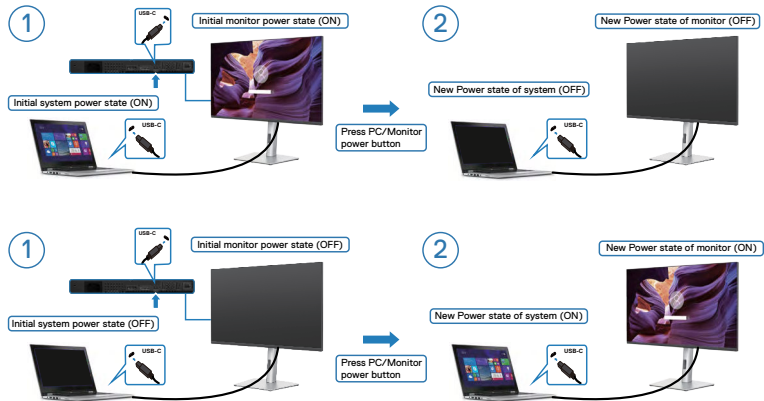 1
USB-C
Initial monitor power state (ON)
Initial system power state (ON)
USB-C
Press PC/Monitor
power button
2
New Power state of monitor (OFF)
New Power state of system (OFF)
USB-C
1
USB-C
Initial monitor power state (OFF)
Initial system power state (OFF)
USB-C
Press PC/Monitor
power button
2
New Power state of monitor (ON)
New Power state of system (ON)
USB-C